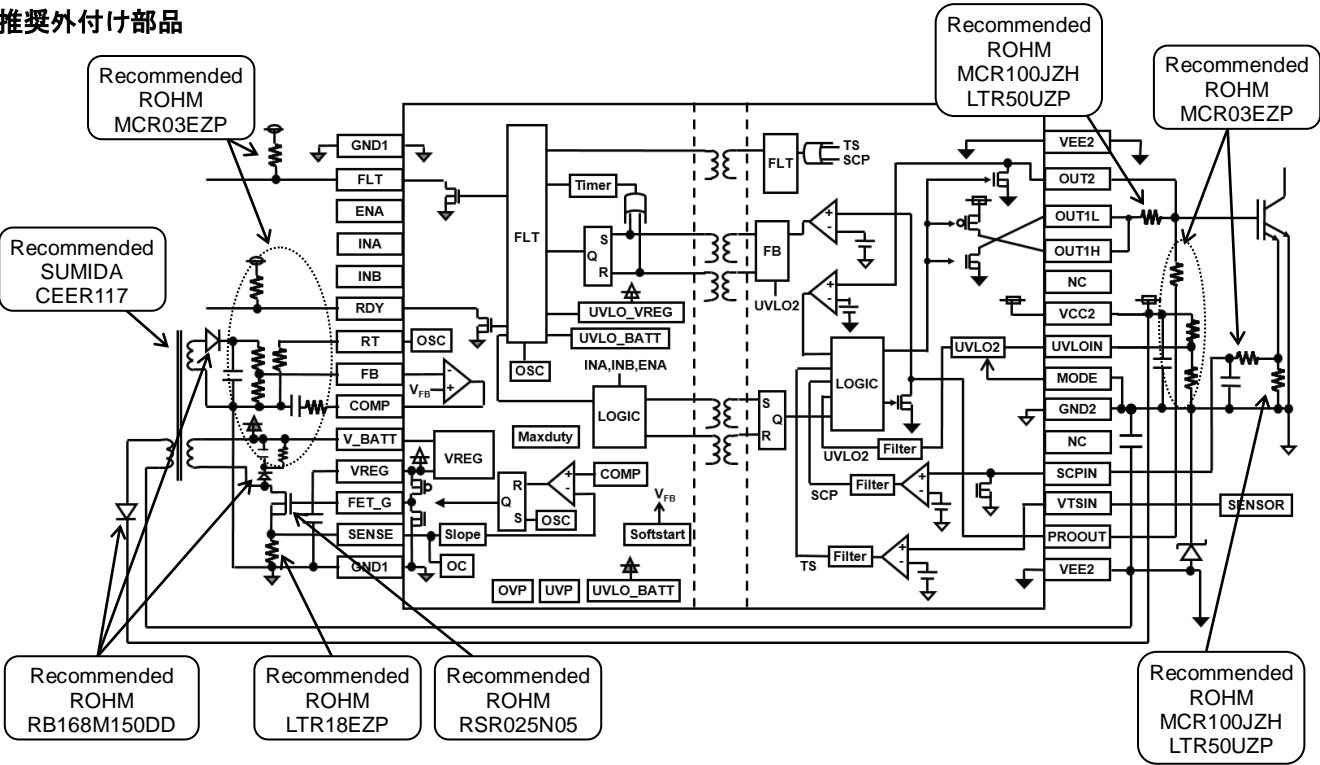 推奨外付け部品
Recommended
ROHM
MCR03EZP
Recommended
ROHM
MCR100JZH
LTR50UZP
Recommended
ROHM
MCR03EZP
Recommended
SUMIDA
CEER117
GND1
FLT
ENA
INA
INB
RDY
RT
FB
COMP
V_BATT
VREG
FET_G
SENSE
GND1
FLT
Timer
S
Q
R
UVLO_VREG
UVLO_BATT
OSC
OSC
VFB
-
+
INA,INB,ENA
LOGIC
Maxduty
VREG
R
Q
S
OSC
+
-
COMP
VFB
Softstart
Slope
OC
OVP
UVP
UVLO_BATT
FLT
TS
SCP
FB
UVLO2
+
-
+
-
LOGIC
S
Q
R
UVLO2
UVLO2
Filter
SCP
Filter
+
-
TS
Filter
+
-
VEE2
OUT2
OUT1L
OUT1H
NC
VCC2
UVLOIN
MODE
GND2
NC
SCPIN
VTSIN
PROOUT
VEE2
SENSOR
Recommended
ROHM
RB168M150DD
Recommended
ROHM
LTR18EZP
Recommended
ROHM
RSR025N05
Recommended
ROHM
MCR100JZH
LTR50UZP